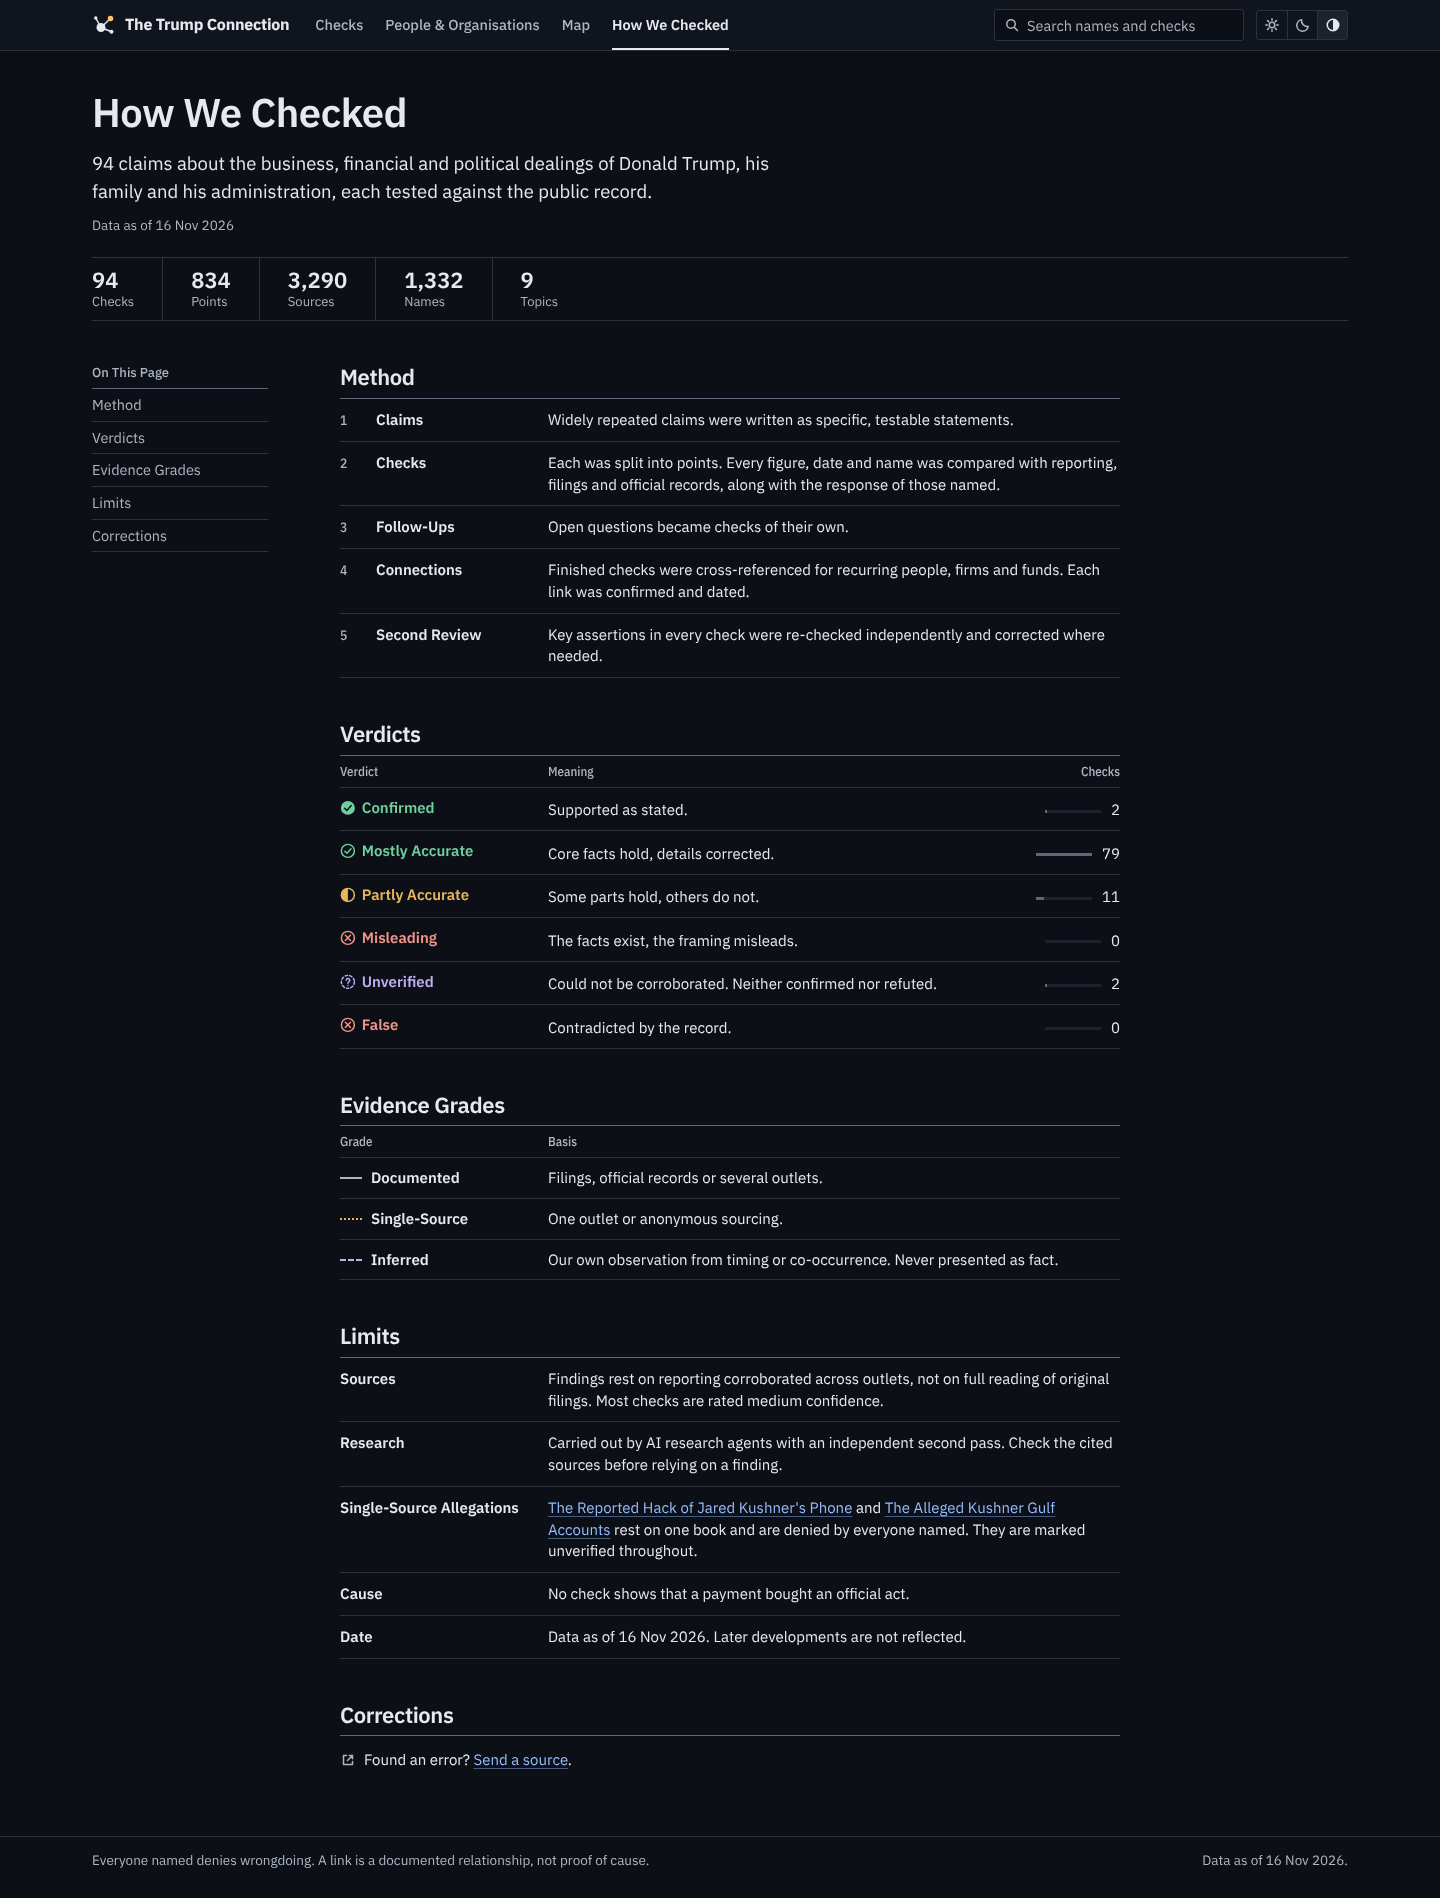 The Trump Connection
Checks
People & Organisations
Map
How We Checked
Search names and checks
How We Checked
94 claims about the business, financial and political dealings of Donald Trump, his
family and his administration, each tested against the public record.
Data as of 16 Nov 2026
94
Checks
834
Points
3,290
Sources
1,332
Names
9
Topics
On This Page
Method
Verdicts
Evidence Grades
Limits
Corrections
Method
1 Claims Widely repeated claims were written as specific, testable statements.
2 Checks Each was split into points. Every figure, date and name was compared with reporting,
filings and official records, along with the response of those named.
3 Follow-Ups Open questions became checks of their own.
4 Connections Finished checks were cross-referenced for recurring people, firms and funds. Each
link was confirmed and dated.
5 Second Review Key assertions in every check were re-checked independently and corrected where
needed.
Verdicts
Verdict Meaning Checks
Confirmed Supported as stated. 2
Mostly Accurate Core facts hold, details corrected. 79
Partly Accurate Some parts hold, others do not. 11
Misleading The facts exist, the framing misleads. 0
Unverified Could not be corroborated. Neither confirmed nor refuted. 2
False Contradicted by the record. 0
Evidence Grades
Grade Basis
Documented Filings, official records or several outlets.
Single-Source One outlet or anonymous sourcing.
Inferred Our own observation from timing or co-occurrence. Never presented as fact.
Limits
Sources Findings rest on reporting corroborated across outlets, not on full reading of original
filings. Most checks are rated medium confidence.
Research Carried out by AI research agents with an independent second pass. Check the cited
sources before relying on a finding.
Single-Source Allegations The Reported Hack of Jared Kushner's Phone and The Alleged Kushner Gulf
Accounts rest on one book and are denied by everyone named. They are marked
unverified throughout.
Cause No check shows that a payment bought an official act.
Date Data as of 16 Nov 2026. Later developments are not reflected.
Corrections
Found an error? Send a source.
Everyone named denies wrongdoing. A link is a documented relationship, not proof of cause.
Data as of 16 Nov 2026.